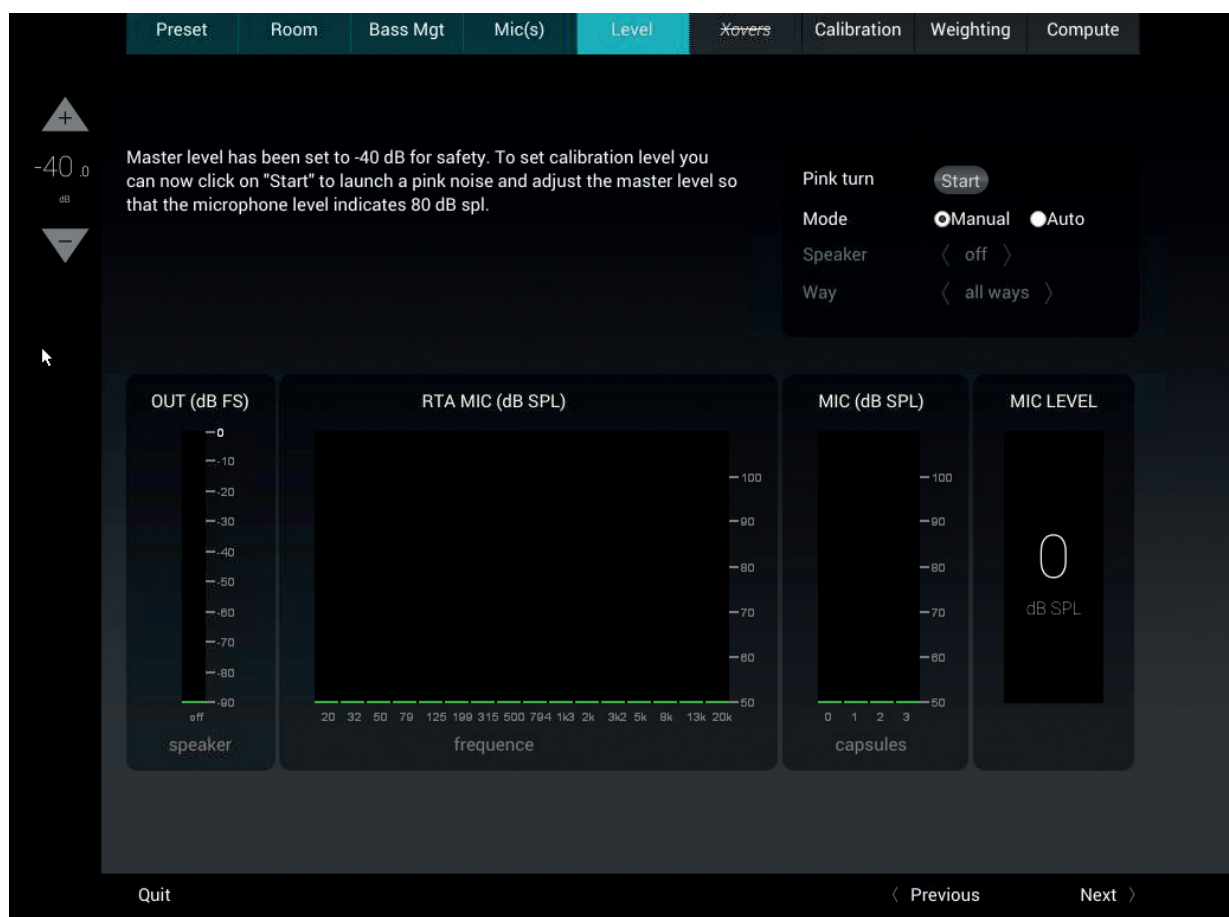 Preset Room Bass Mgt Mic(s) Level Xovers Calibration Weighting Compute
+
-40.0
dB
−
Master level has been set to -40 dB for safety. To set calibration level you
can now click on "Start" to launch a pink noise and adjust the master level so
that the microphone level indicates 80 dB spl.
Pink turn Start
Mode Manual Auto
Speaker 〈 off 〉
Way 〈 all ways 〉
OUT (dB FS)
0
-10
-20
-30
-40
-50
-60
-70
-80
-90
off
speaker
RTA MIC (dB SPL)
100
90
80
70
60
50
20 32 50 79 125 199 315 500 794 1k3 2k 3k2 5k 8k 13k 20k
frequence
MIC (dB SPL)
100
90
80
70
60
50
0 1 2 3
capsules
MIC LEVEL
0
dB SPL
Quit 〈 Previous Next 〉